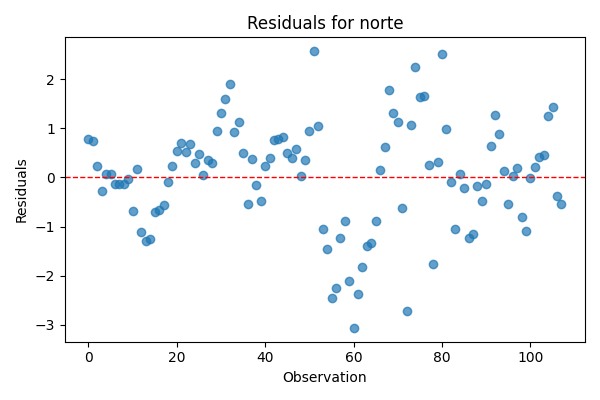 Residuals for norte
Residuals
2
1
0
−1
−2
−3
0 20 40 60 80 100
Observation